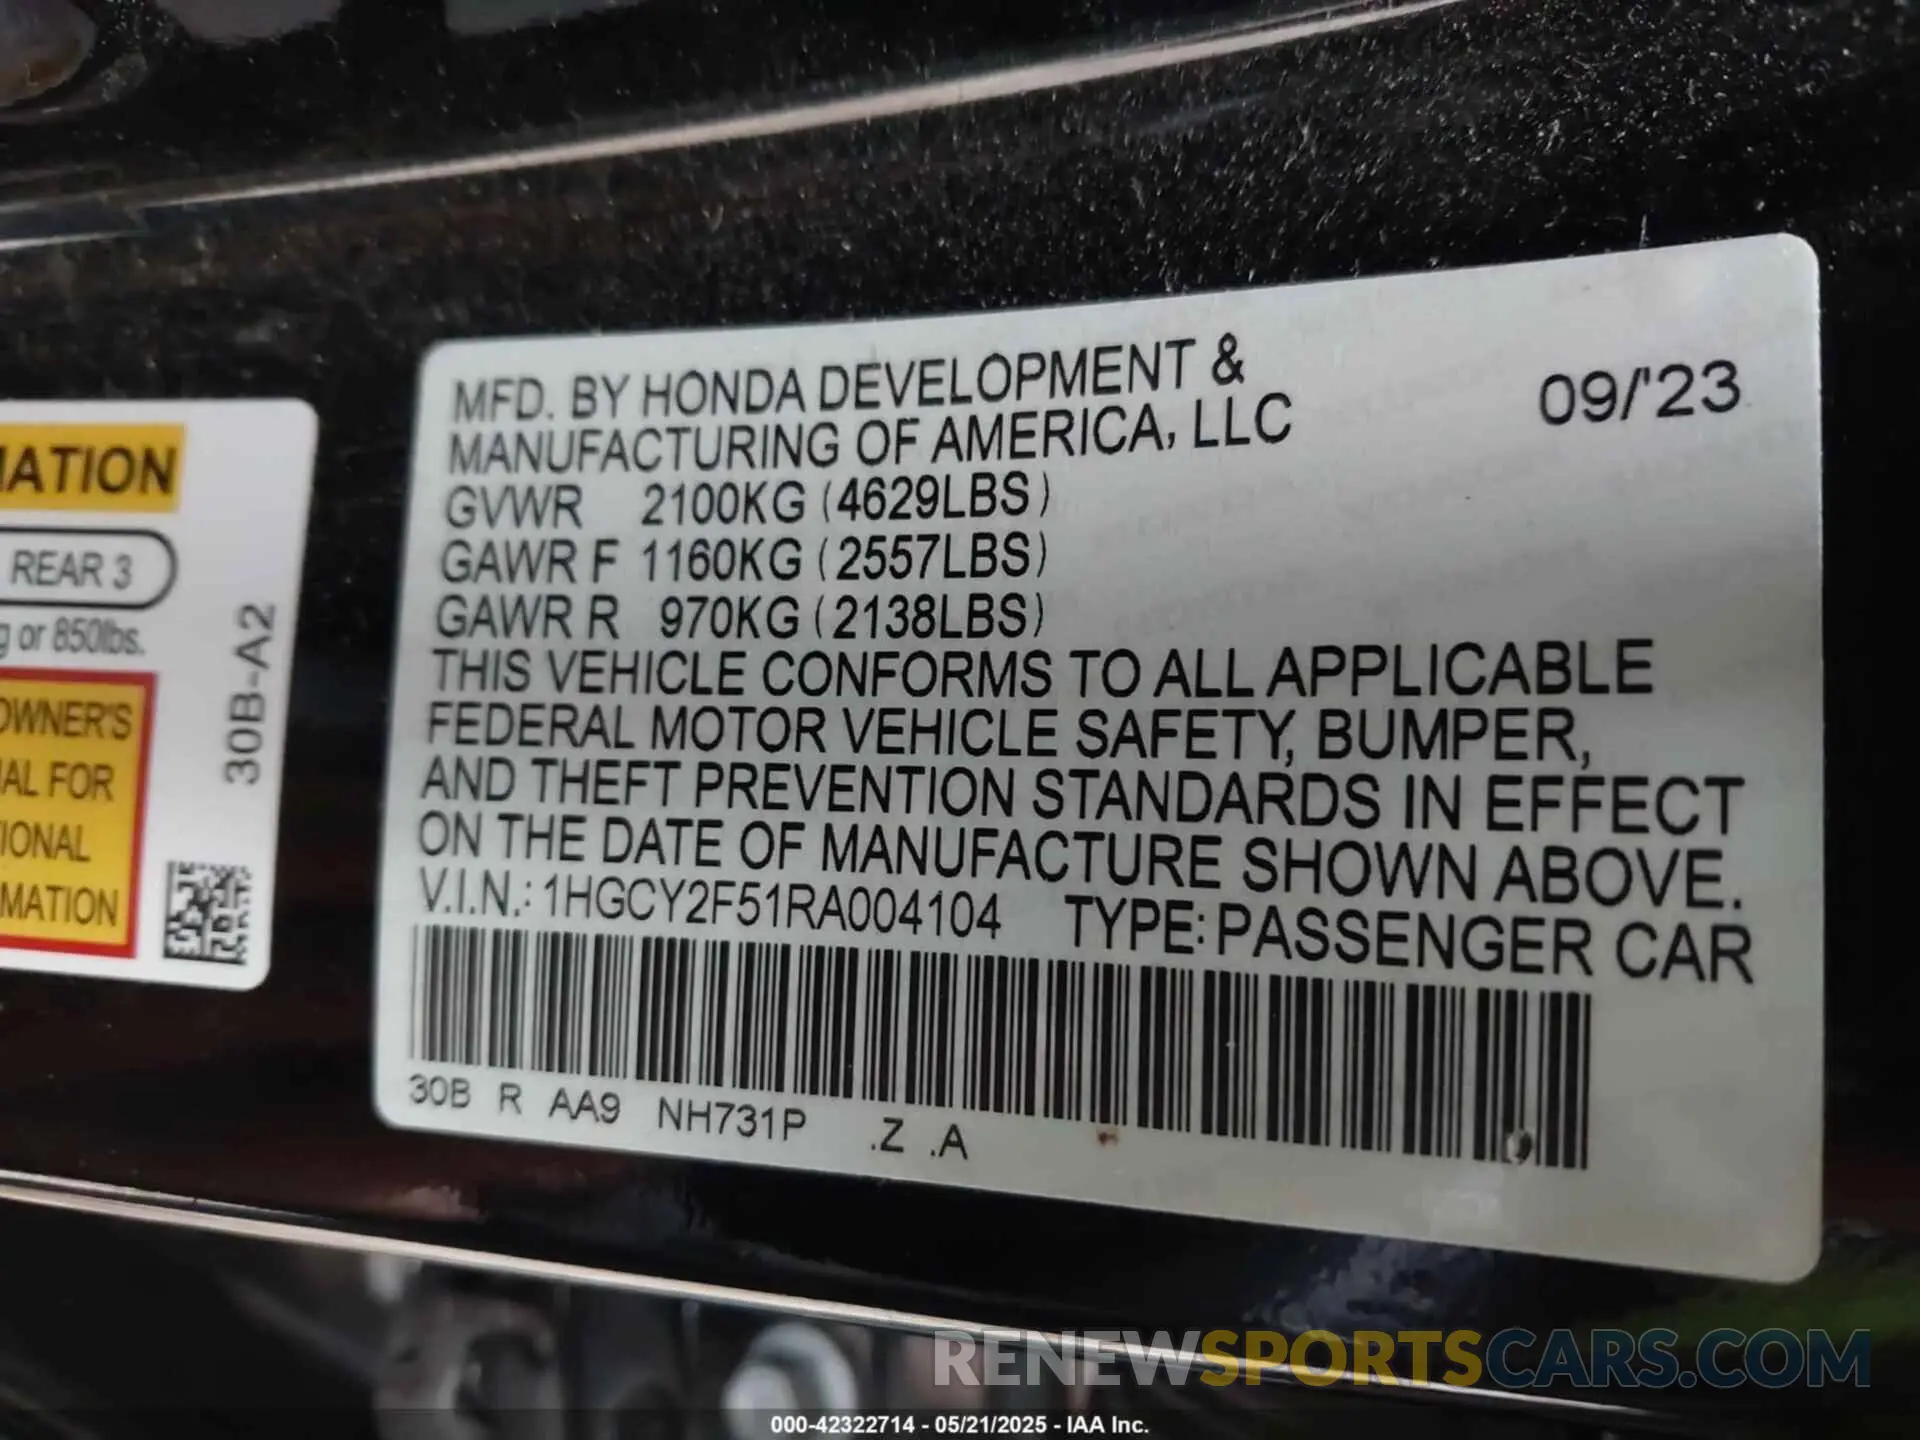 MATION
REAR 3
g or 850lbs.
OWNER'S
AL FOR
IONAL
MATION
30B-A2
MFD. BY HONDA DEVELOPMENT &
MANUFACTURING OF AMERICA, LLC
09/'23
GVWR 2100KG (4629LBS)
GAWR F 1160KG (2557LBS)
GAWR R 970KG (2138LBS)
THIS VEHICLE CONFORMS TO ALL APPLICABLE
FEDERAL MOTOR VEHICLE SAFETY, BUMPER,
AND THEFT PREVENTION STANDARDS IN EFFECT
ON THE DATE OF MANUFACTURE SHOWN ABOVE.
V.I.N.: 1HGCY2F51RA004104 TYPE: PASSENGER CAR
30B R AA9 NH731P .Z .A
RENEWSPORTSCARS.COM
000-42322714 - 05/21/2025 - IAA Inc.